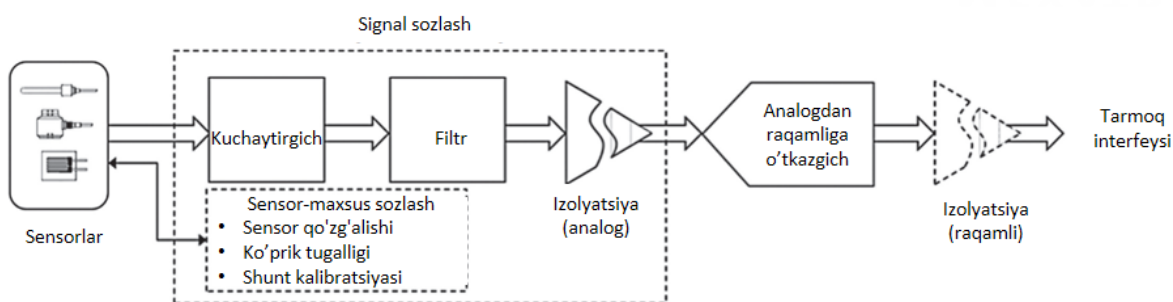 Signal sozlash
Sensorlar
Kuchaytirgich
Filtr
Izolyatsiya
(analog)
Sensor-maxsus sozlash
• Sensor qo'zg'alishi
• Ko’prik tugalligi
• Shunt kalibratsiyasi
Analogdan
raqamliga
o’tkazgich
Izolyatsiya
(raqamli)
Tarmoq
interfeysi